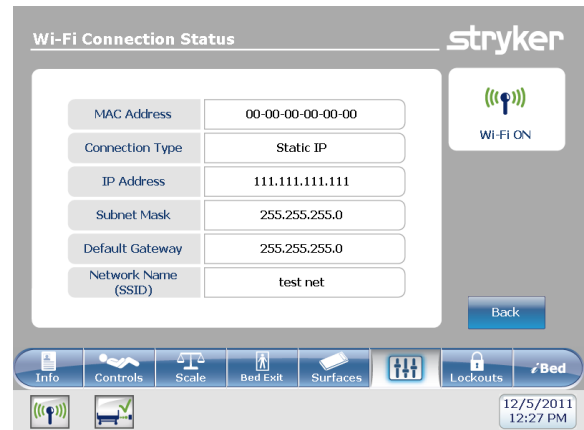 Wi-Fi Connection Status
stryker
MAC Address 00-00-00-00-00-00
Connection Type Static IP
IP Address 111.111.111.111
Subnet Mask 255.255.255.0
Default Gateway 255.255.255.0
Network Name
(SSID) test net
Wi-Fi ON
Back
Info Controls Scale Bed Exit Surfaces Lockouts iBed
12/5/2011
12:27 PM